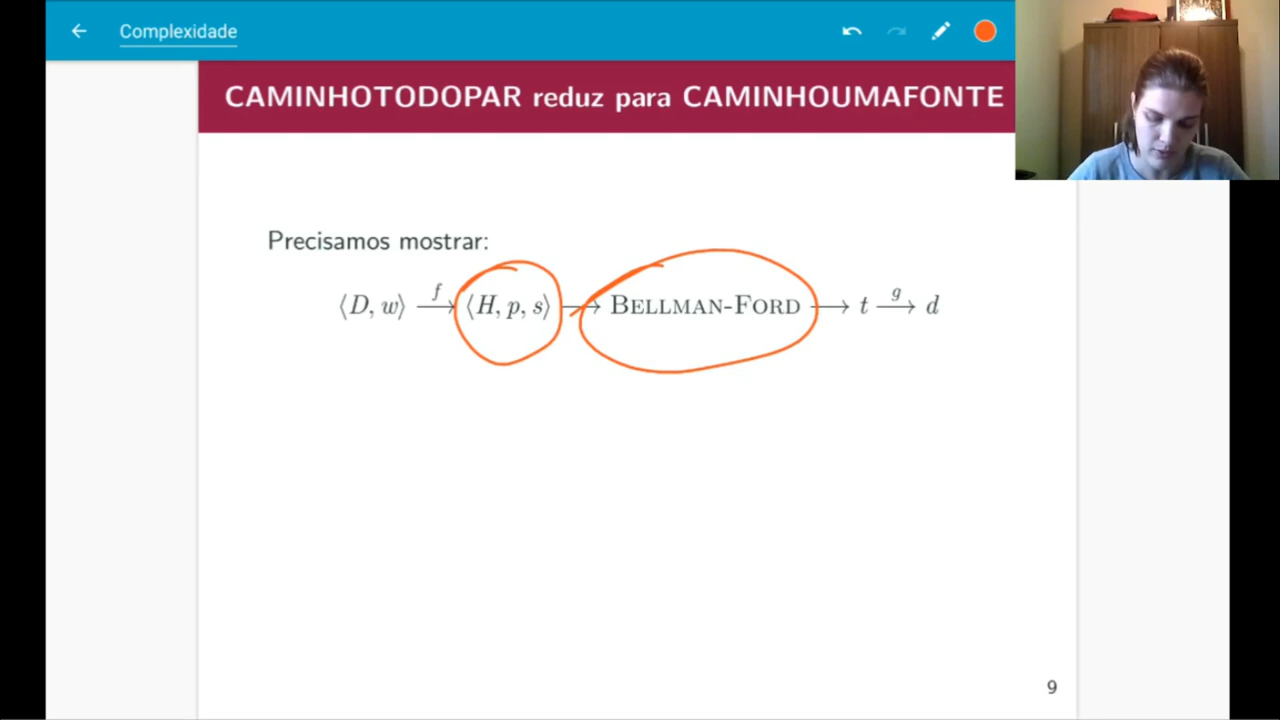 Complexidade
CAMINHOTODOPAR reduz para CAMINHOUMAFONTE
Precisamos mostrar:
⟨D, w⟩ —f→ ⟨H, p, s⟩ ⟶ BELLMAN-FORD ⟶ t —g→ d
9